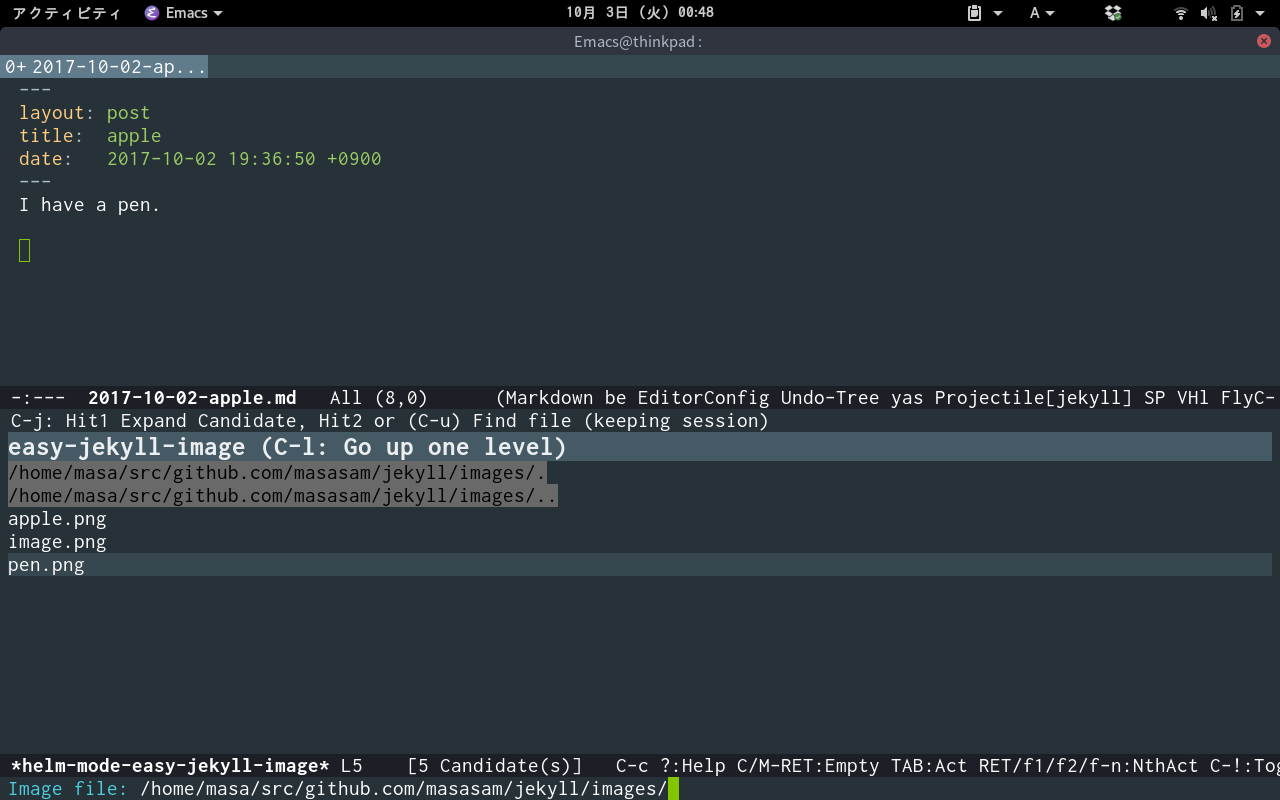 アクティビティ Emacs 10月 3日 (火) 00:48 A
Emacs@thinkpad:
0+ 2017-10-02-ap...
---
layout: post
title:  apple
date:   2017-10-02 19:36:50 +0900
---
I have a pen.
-:---  2017-10-02-apple.md   All (8,0)      (Markdown be EditorConfig Undo-Tree yas Projectile[jekyll] SP VHl FlyC-
C-j: Hit1 Expand Candidate, Hit2 or (C-u) Find file (keeping session)
easy-jekyll-image (C-l: Go up one level)
/home/masa/src/github.com/masasam/jekyll/images/.
/home/masa/src/github.com/masasam/jekyll/images/..
apple.png
image.png
pen.png
*helm-mode-easy-jekyll-image* L5    [5 Candidate(s)]   C-c ?:Help C/M-RET:Empty TAB:Act RET/f1/f2/f-n:NthAct C-!:Tog
Image file: /home/masa/src/github.com/masasam/jekyll/images/